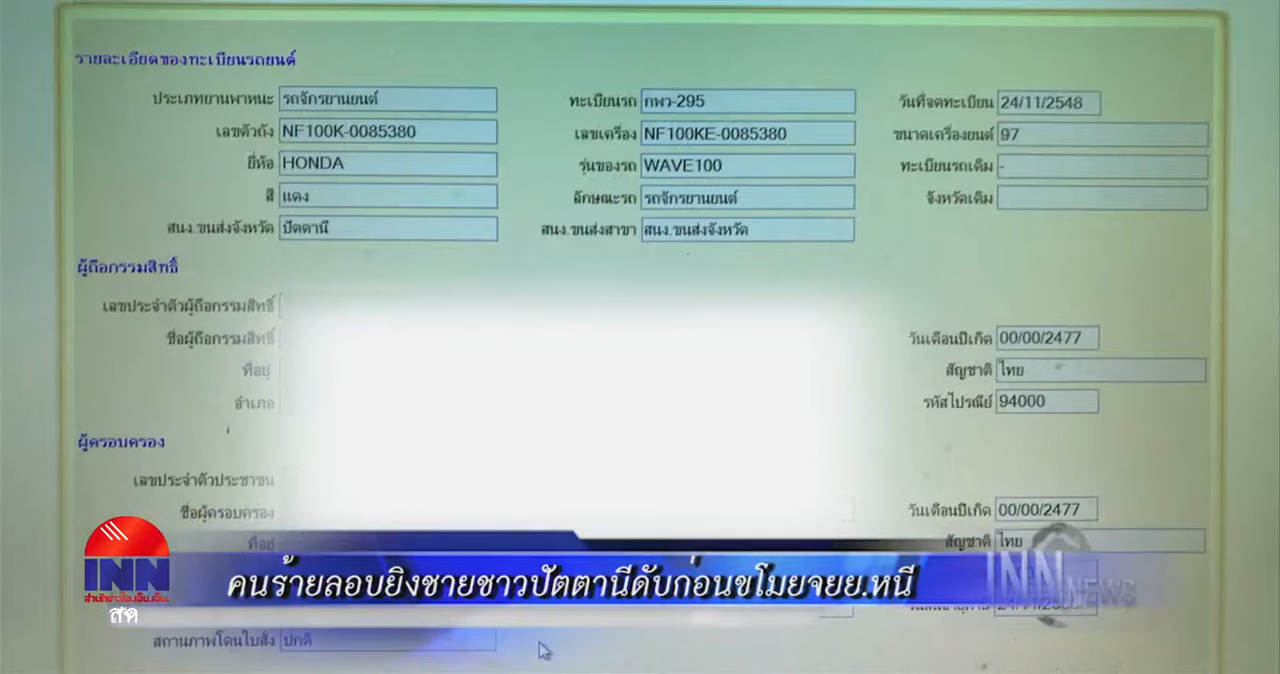 รายละเอียดของทะเบียนรถยนต์
ประเภทยานพาหนะ รถจักรยานยนต์ ทะเบียนรถ กพว-295 วันที่จดทะเบียน 24/11/2548
เลขตัวถัง NF100K-0085380 เลขเครื่อง NF100KE-0085380 ขนาดเครื่องยนต์ 97
ยี่ห้อ HONDA รุ่นของรถ WAVE100 ทะเบียนรถเดิม -
สี แดง ลักษณะรถ รถจักรยานยนต์ จังหวัดเดิม
สนง.ขนส่งจังหวัด ปัตตานี สนง.ขนส่งสาขา สนง.ขนส่งจังหวัด
ผู้ถือกรรมสิทธิ์
เลขประจำตัวผู้ถือกรรมสิทธิ์
ชื่อผู้ถือกรรมสิทธิ์ วันเดือนปีเกิด 00/00/2477
ที่อยู่ สัญชาติ ไทย
อำเภอ รหัสไปรณีย์ 94000
ผู้ครอบครอง
เลขประจำตัวประชาชน
ชื่อผู้ครอบครอง วันเดือนปีเกิด 00/00/2477
ที่อยู่ สัญชาติ ไทย
INN
สำนักข่าวไอ.เอ็น.เอ็น.
สด
คนร้ายลอบยิงชายชาวปัตตานีดับก่อนขโมยจยย.หนี
INN NEWS
สถานภาพโดนใบสั่ง ปกติ